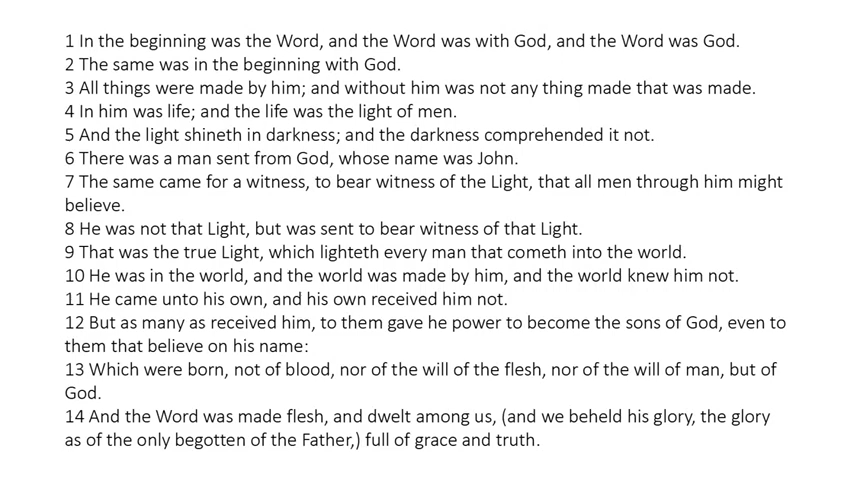 1 In the beginning was the Word, and the Word was with God, and the Word was God.
2 The same was in the beginning with God.
3 All things were made by him; and without him was not any thing made that was made.
4 In him was life; and the life was the light of men.
5 And the light shineth in darkness; and the darkness comprehended it not.
6 There was a man sent from God, whose name was John.
7 The same came for a witness, to bear witness of the Light, that all men through him might
believe.
8 He was not that Light, but was sent to bear witness of that Light.
9 That was the true Light, which lighteth every man that cometh into the world.
10 He was in the world, and the world was made by him, and the world knew him not.
11 He came unto his own, and his own received him not.
12 But as many as received him, to them gave he power to become the sons of God, even to
them that believe on his name:
13 Which were born, not of blood, nor of the will of the flesh, nor of the will of man, but of
God.
14 And the Word was made flesh, and dwelt among us, (and we beheld his glory, the glory
as of the only begotten of the Father,) full of grace and truth.